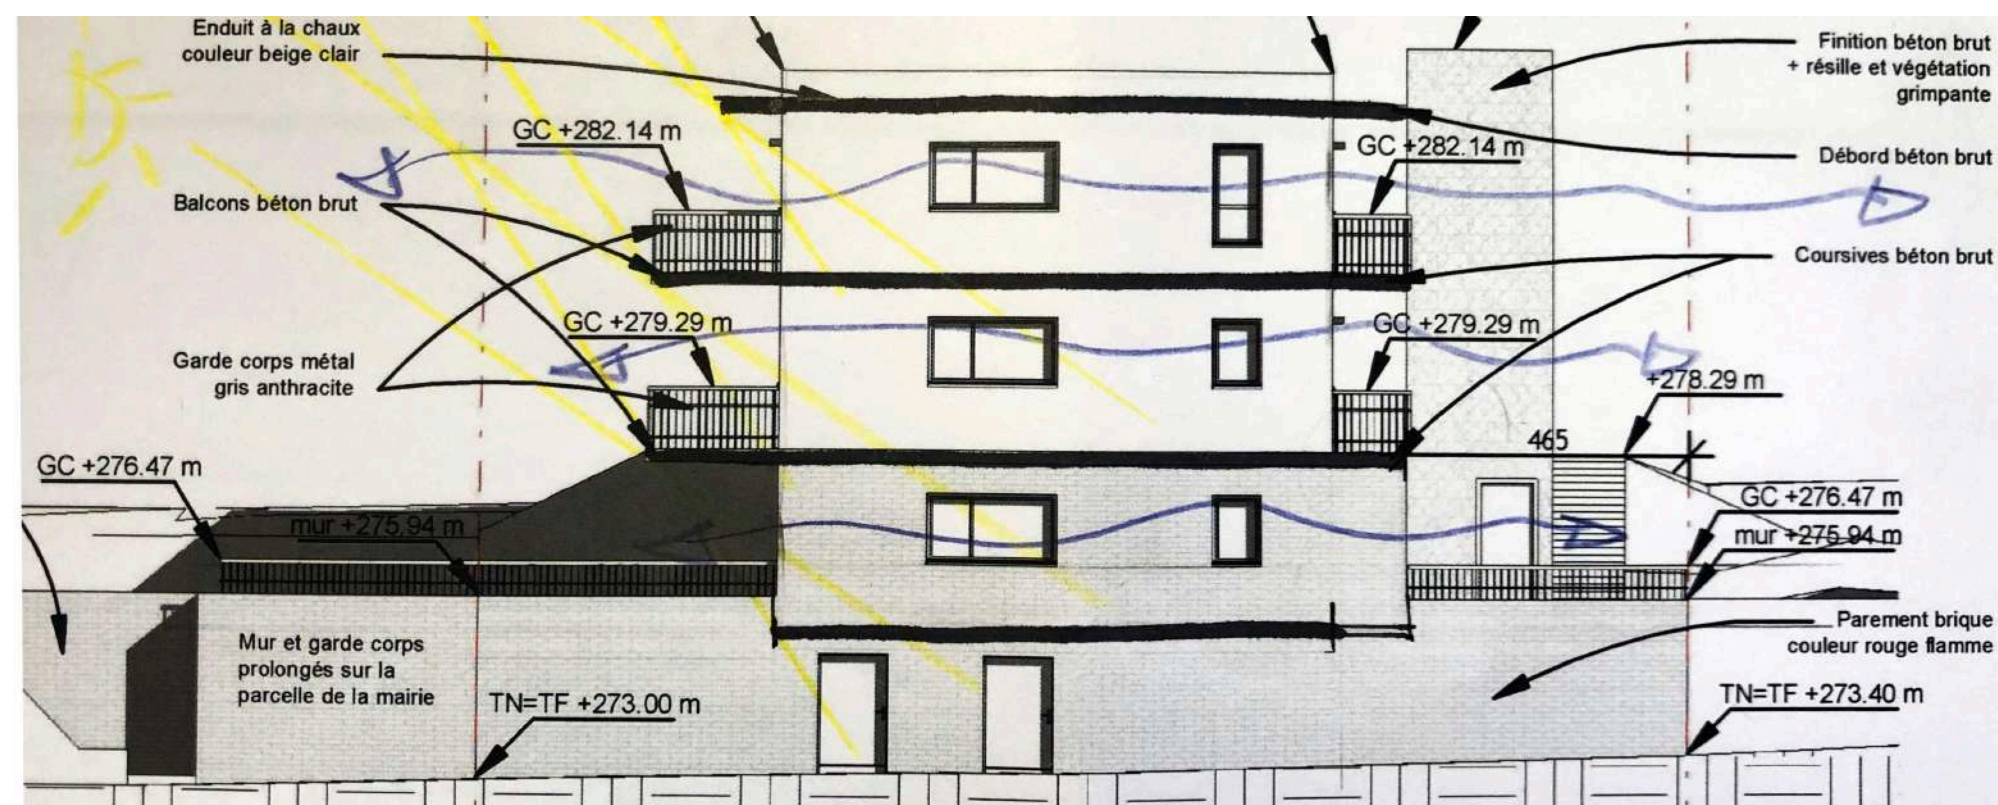 Enduit à la chaux
couleur beige clair
Finition béton brut
+ résille et végétation
grimpante
GC +282.14 m
GC +282.14 m
Débord béton brut
Balcons béton brut
Coursives béton brut
GC +279.29 m
GC +279.29 m
Garde corps métal
gris anthracite
+278.29 m
465
GC +276.47 m
GC +276.47 m
mur +275.94 m
mur +275.94 m
Mur et garde corps
prolongés sur la
parcelle de la mairie
Parement brique
couleur rouge flamme
TN=TF +273.00 m
TN=TF +273.40 m